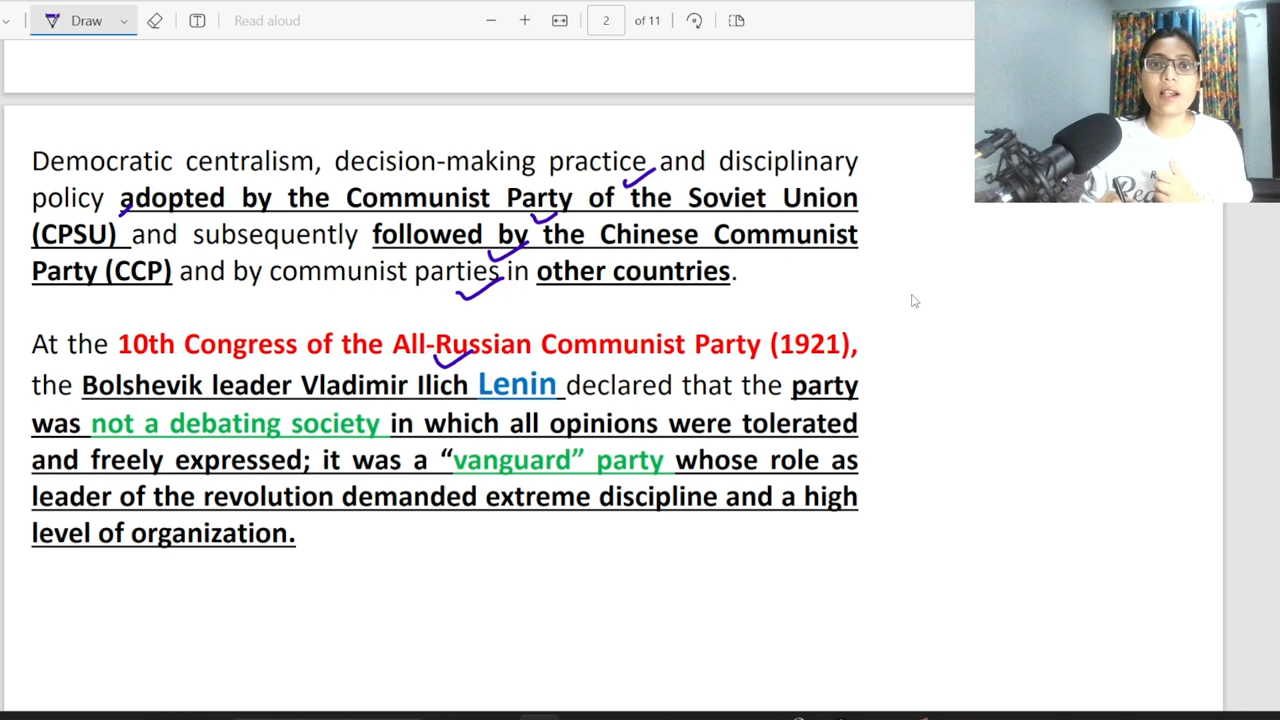 Draw
Read aloud
2 of 11
Democratic centralism, decision-making practice and disciplinary
policy adopted by the Communist Party of the Soviet Union
(CPSU) and subsequently followed by the Chinese Communist
Party (CCP) and by communist parties in other countries.
At the 10th Congress of the All-Russian Communist Party (1921),
the Bolshevik leader Vladimir Ilich Lenin declared that the party
was not a debating society in which all opinions were tolerated
and freely expressed; it was a “vanguard” party whose role as
leader of the revolution demanded extreme discipline and a high
level of organization.